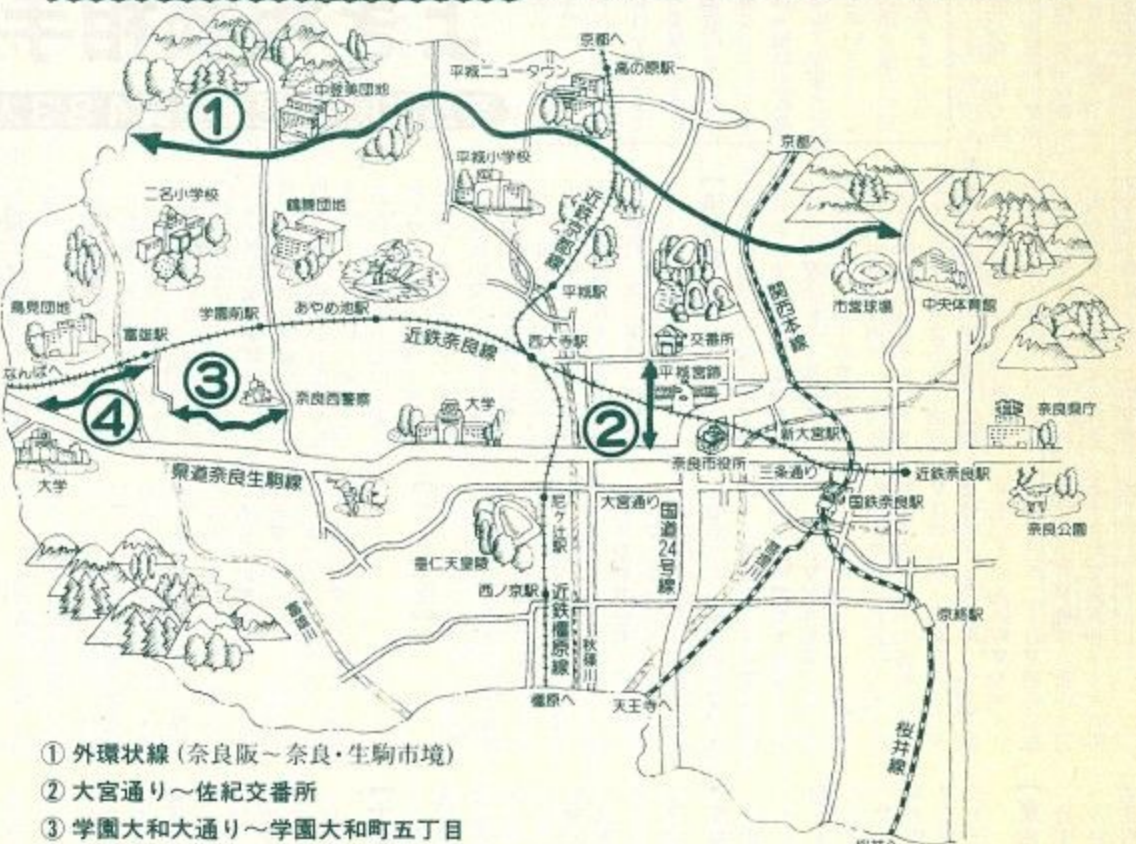 京都へ
高の原駅
平城ニュータウン
中登美団地
①
京都へ
平城小学校
二名小学校
鶴舞団地
近鉄京都線
平城駅
関西本線
市営球場
中央体育館
鳥見団地
富雄駅
学園前駅
あやめ池駅
近鉄奈良線
西大寺駅
交番所
平城宮跡
なんばへ
③
④
奈良西警察
大学
②
新大宮駅
奈良県庁
大学
県道奈良生駒線
奈良市役所
三条通り
近鉄奈良駅
大宮通り
国鉄奈良駅
奈良公園
尼ヶ辻駅
国道24号線
垂仁天皇陵
西ノ京駅
近鉄橿原線
秋篠川
富雄川
京終駅
橿原へ
天王寺へ
桜井線
① 外環状線(奈良阪~奈良・生駒市境)
② 大宮通り~佐紀交番所
③ 学園大和大通り~学園大和町五丁目